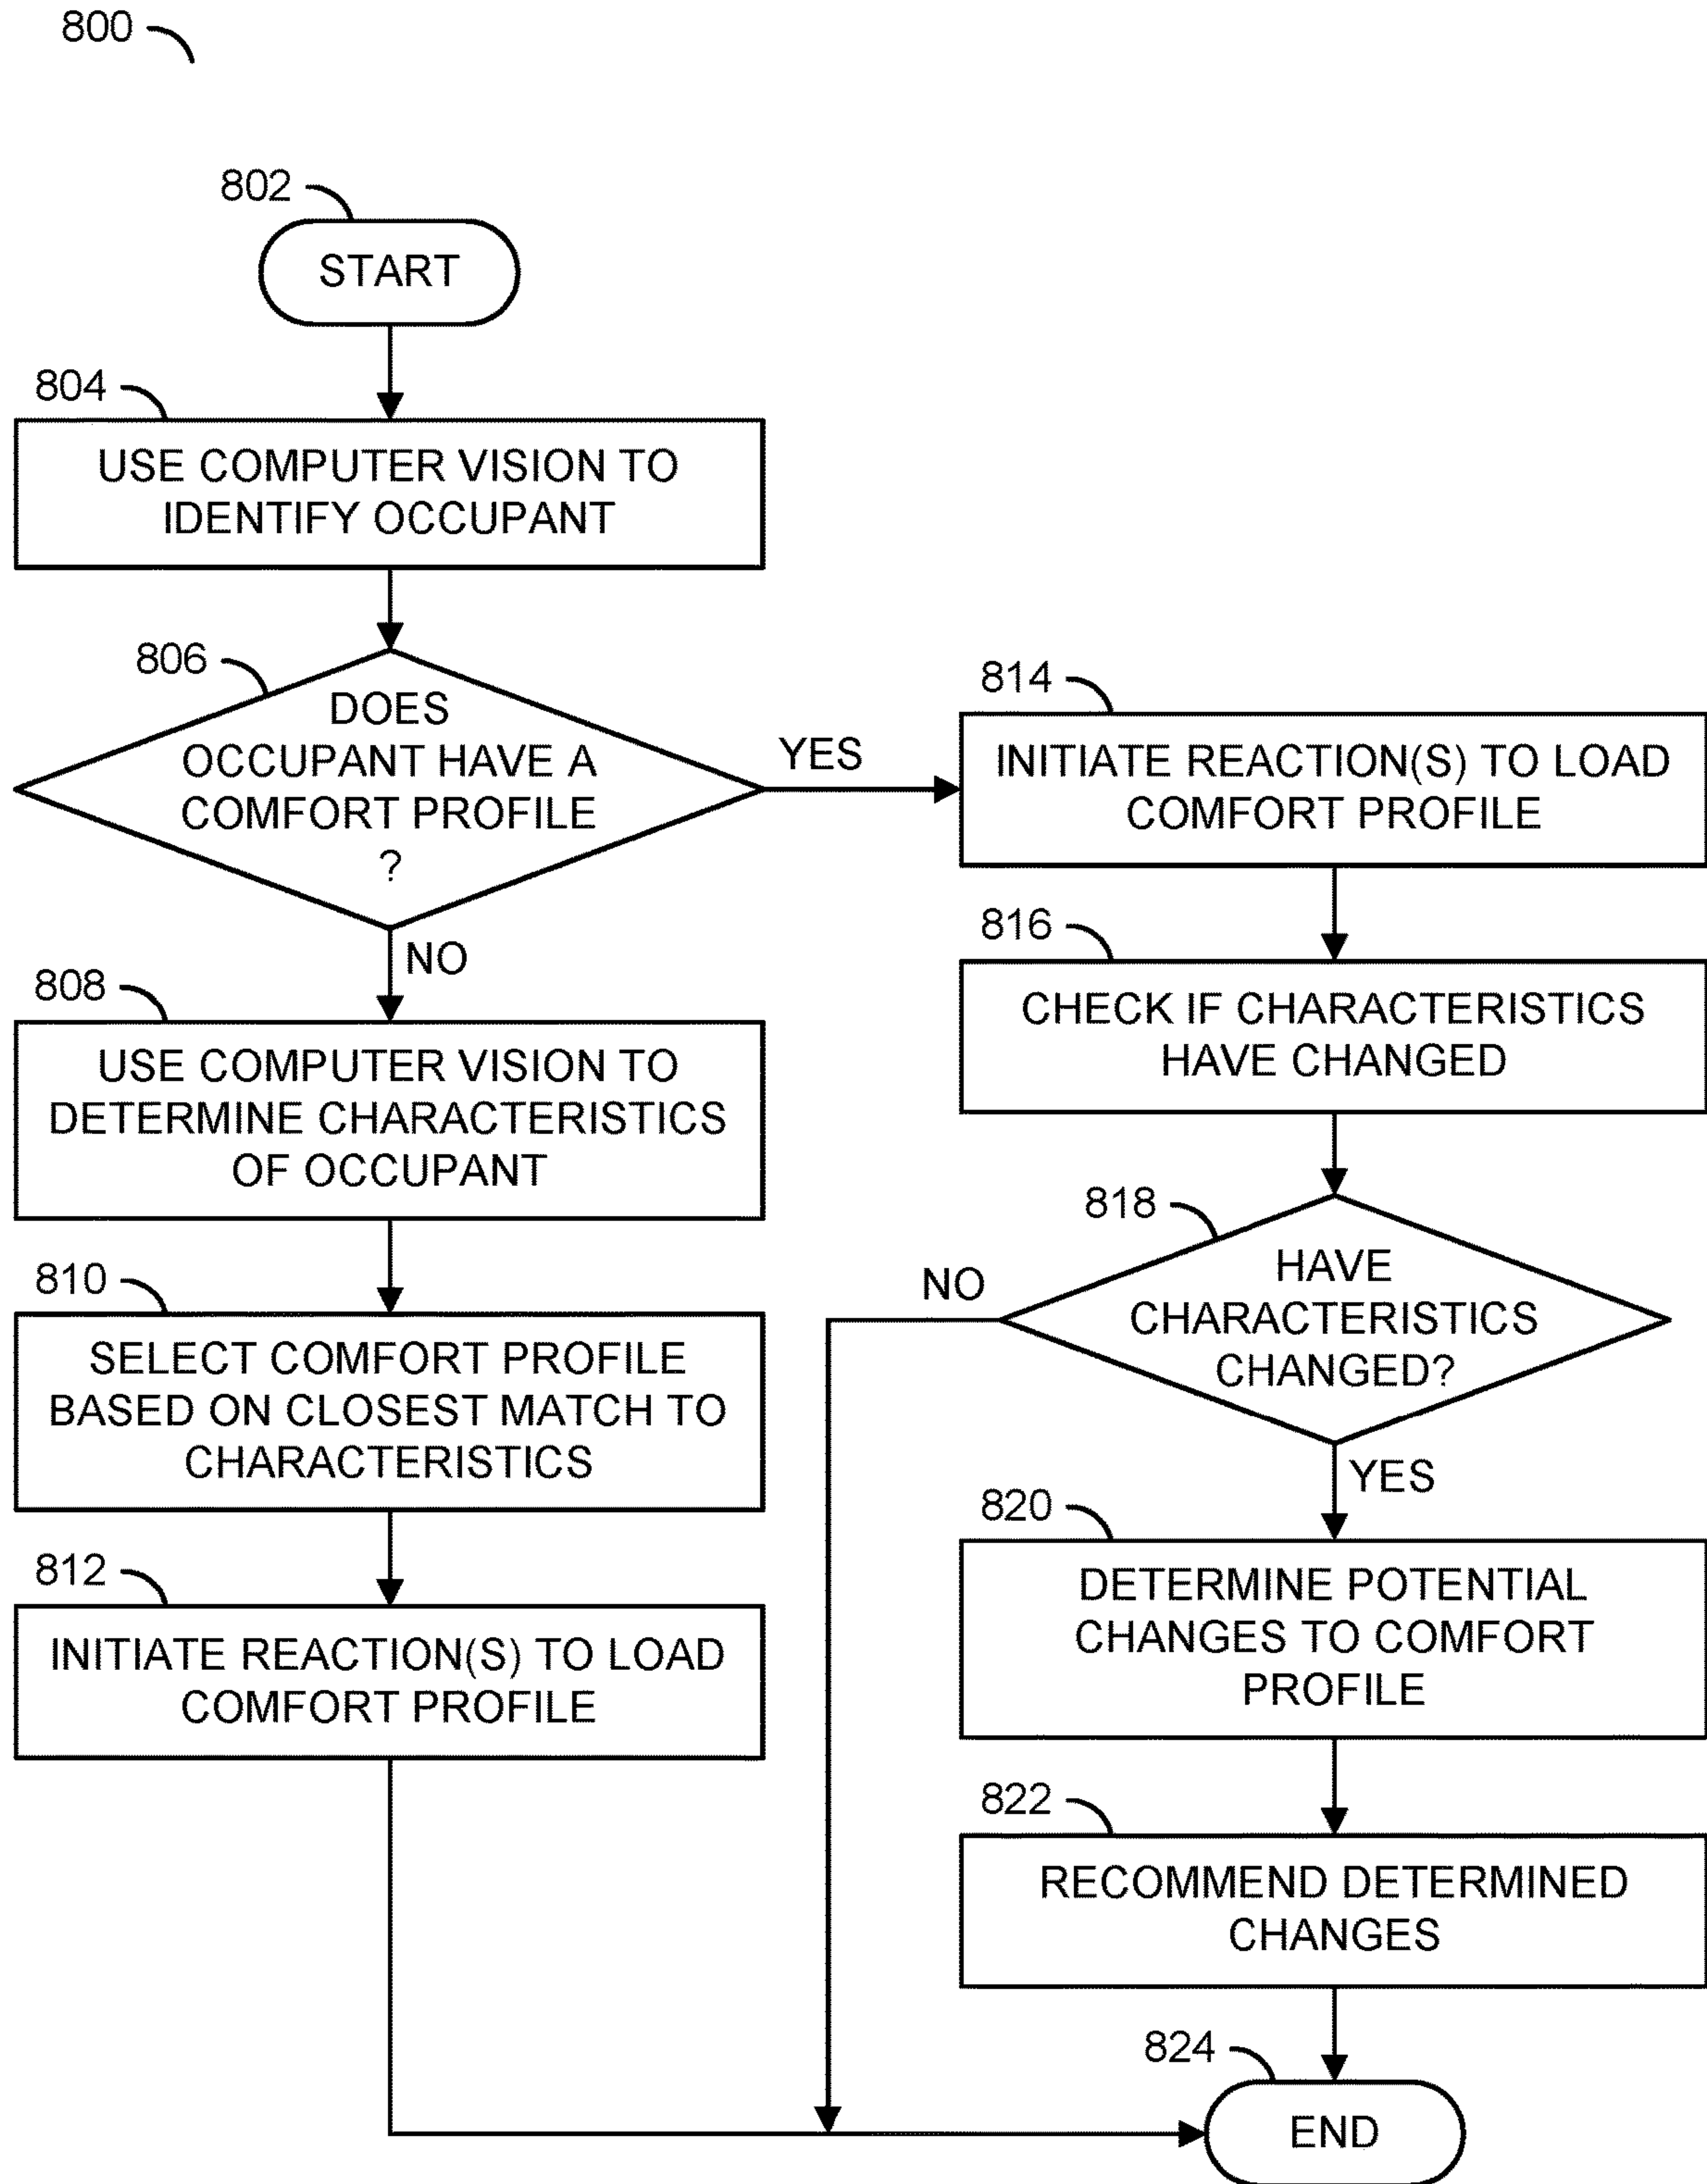 800
802
START
804
USE COMPUTER VISION TO
IDENTIFY OCCUPANT
806
DOES
OCCUPANT HAVE A
COMFORT PROFILE
?
YES
NO
808
USE COMPUTER VISION TO
DETERMINE CHARACTERISTICS
OF OCCUPANT
810
SELECT COMFORT PROFILE
BASED ON CLOSEST MATCH TO
CHARACTERISTICS
812
INITIATE REACTION(S) TO LOAD
COMFORT PROFILE
814
INITIATE REACTION(S) TO LOAD
COMFORT PROFILE
816
CHECK IF CHARACTERISTICS
HAVE CHANGED
818
HAVE
CHARACTERISTICS
CHANGED?
NO
YES
820
DETERMINE POTENTIAL
CHANGES TO COMFORT
PROFILE
822
RECOMMEND DETERMINED
CHANGES
824
END